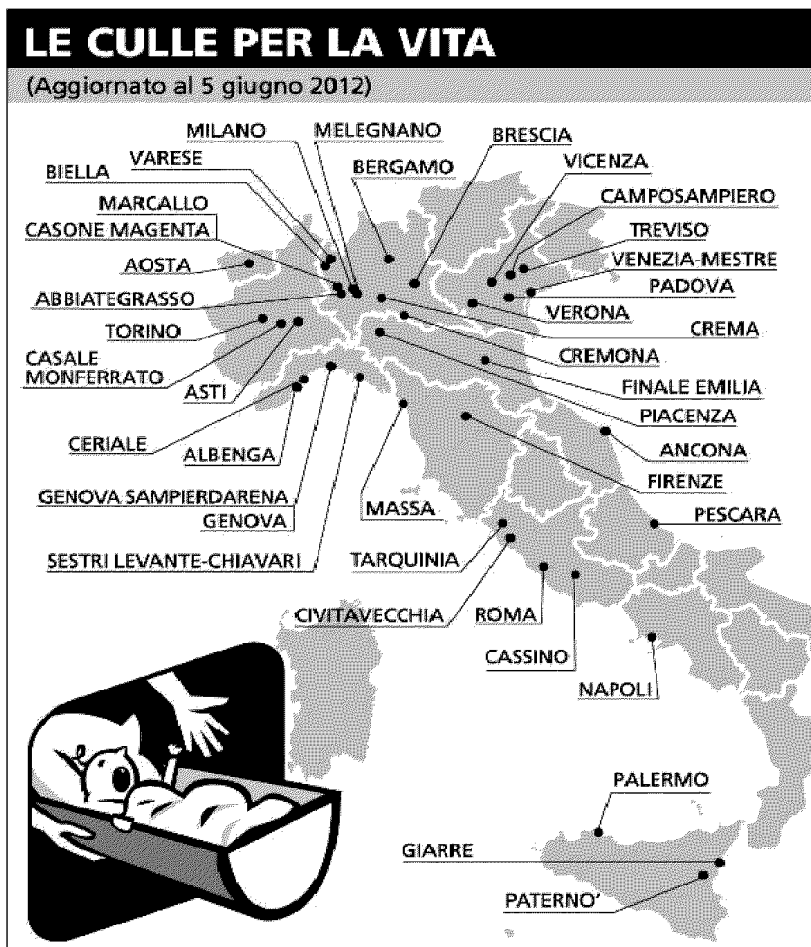 LE CULLE PER LA VITA
(Aggiornato al 5 giugno 2012)
MILANO
MELEGNANO
BRESCIA
VARESE
BERGAMO
VICENZA
BIELLA
CAMPOSAMPIERO
MARCALLO
CASONE MAGENTA
TREVISO
AOSTA
VENEZIA-MESTRE
PADOVA
ABBIATEGRASSO
VERONA
TORINO
CREMA
CASALE
MONFERRATO
CREMONA
ASTI
FINALE EMILIA
PIACENZA
CERIALE
ALBENGA
ANCONA
FIRENZE
GENOVA SAMPIERDARENA
GENOVA
MASSA
PESCARA
SESTRI LEVANTE-CHIAVARI
TARQUINIA
CIVITAVECCHIA
ROMA
CASSINO
NAPOLI
PALERMO
GIARRE
PATERNO'